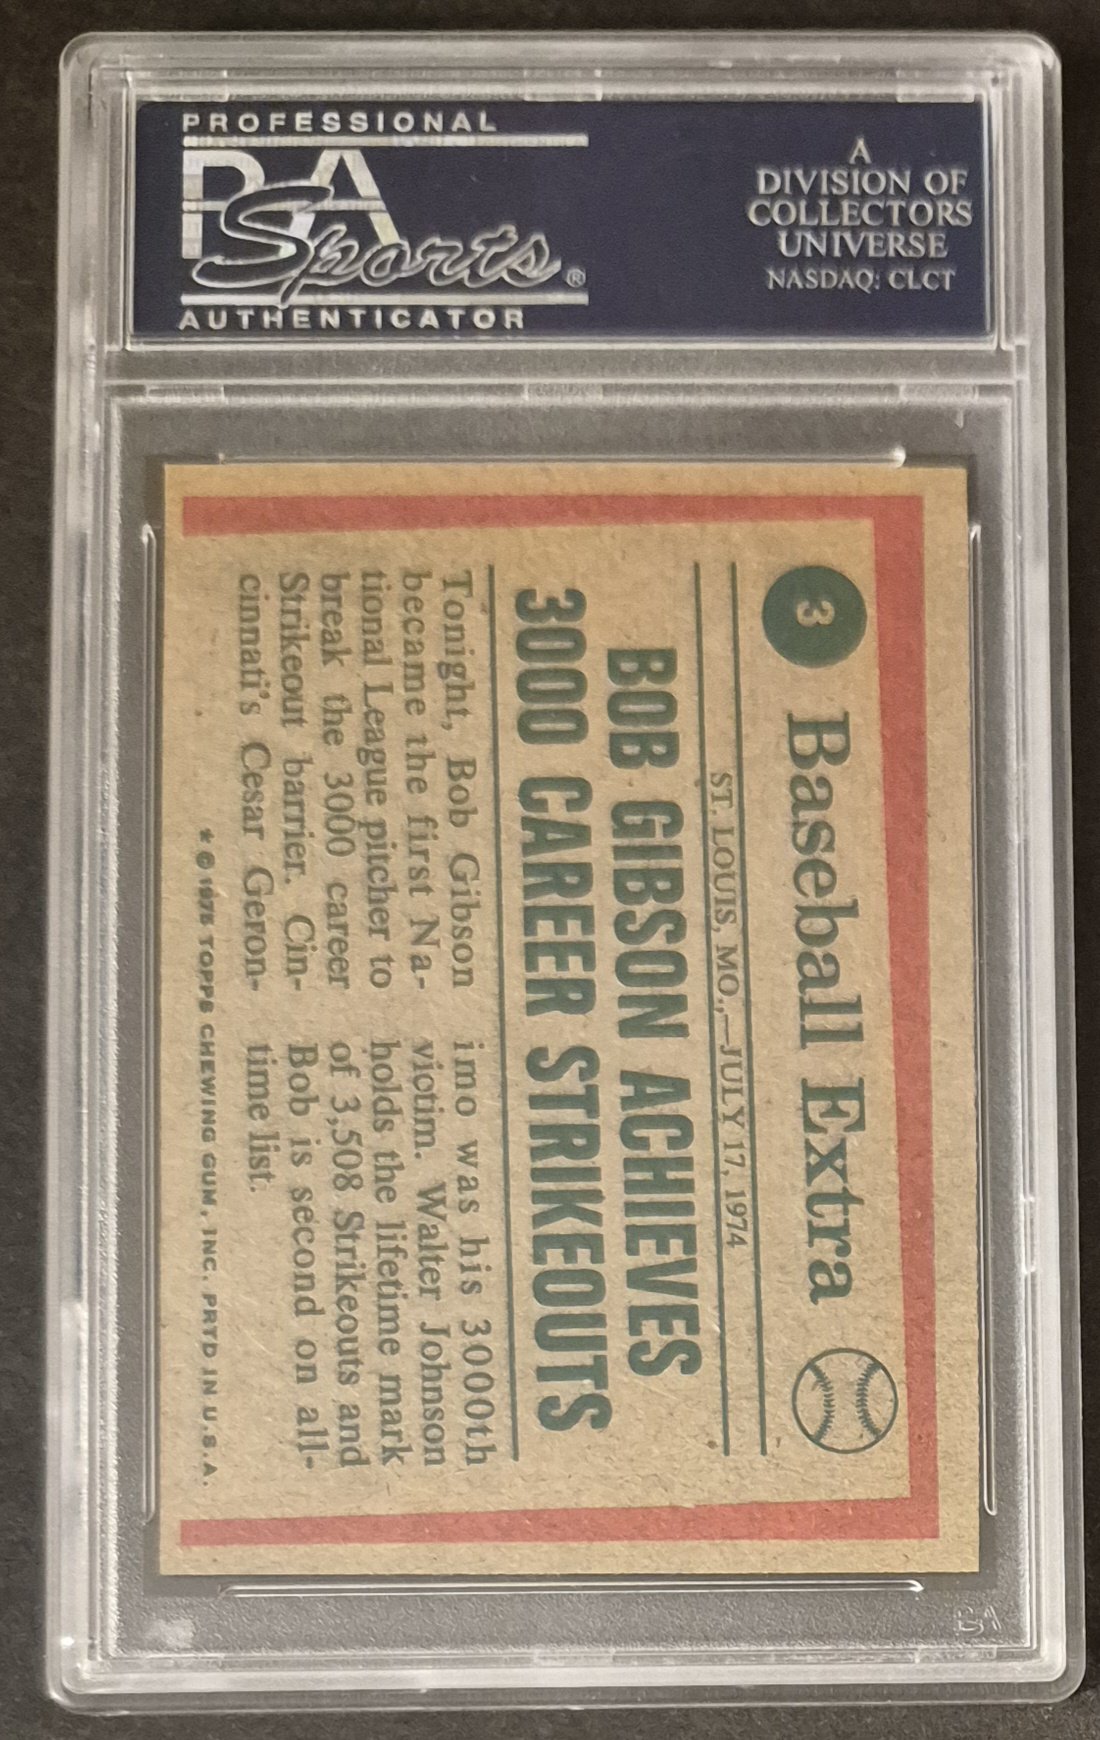 PROFESSIONAL
PSA
Sports®
AUTHENTICATOR
A
DIVISION OF
COLLECTORS
UNIVERSE
NASDAQ: CLCT
3 Baseball Extra
ST. LOUIS, MO.,—JULY 17, 1974
BOB GIBSON ACHIEVES
3000 CAREER STRIKEOUTS
Tonight, Bob Gibson
became the first Na-
tional League pitcher to
break the 3000 career
Strikeout barrier. Cin-
cinnati's Cesar Geron-
imo was his 3000th
victim. Walter Johnson
holds the lifetime mark
of 3,508 Strikeouts and
Bob is second on all-
time list.
* © 1975 TOPPS CHEWING GUM, INC. PRTD IN U.S.A.